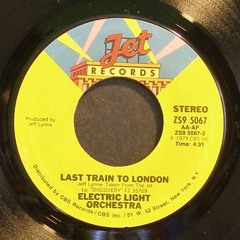 Jet
RECORDS
STEREO
ZS9 5067
AA-AF
ZS9 5067-3
Produced by
Jeff Lynne
℗ 1979 CBS Inc.
Time: 4:31
LAST TRAIN TO LONDON
Jeff Lynne- Taken From The Jet
Lp: "DISCOVERY" FZ 35769
ELECTRIC LIGHT
ORCHESTRA
Distributed by CBS Records / CBS Inc. / 51 W. 52 Street, New York, N.Y.